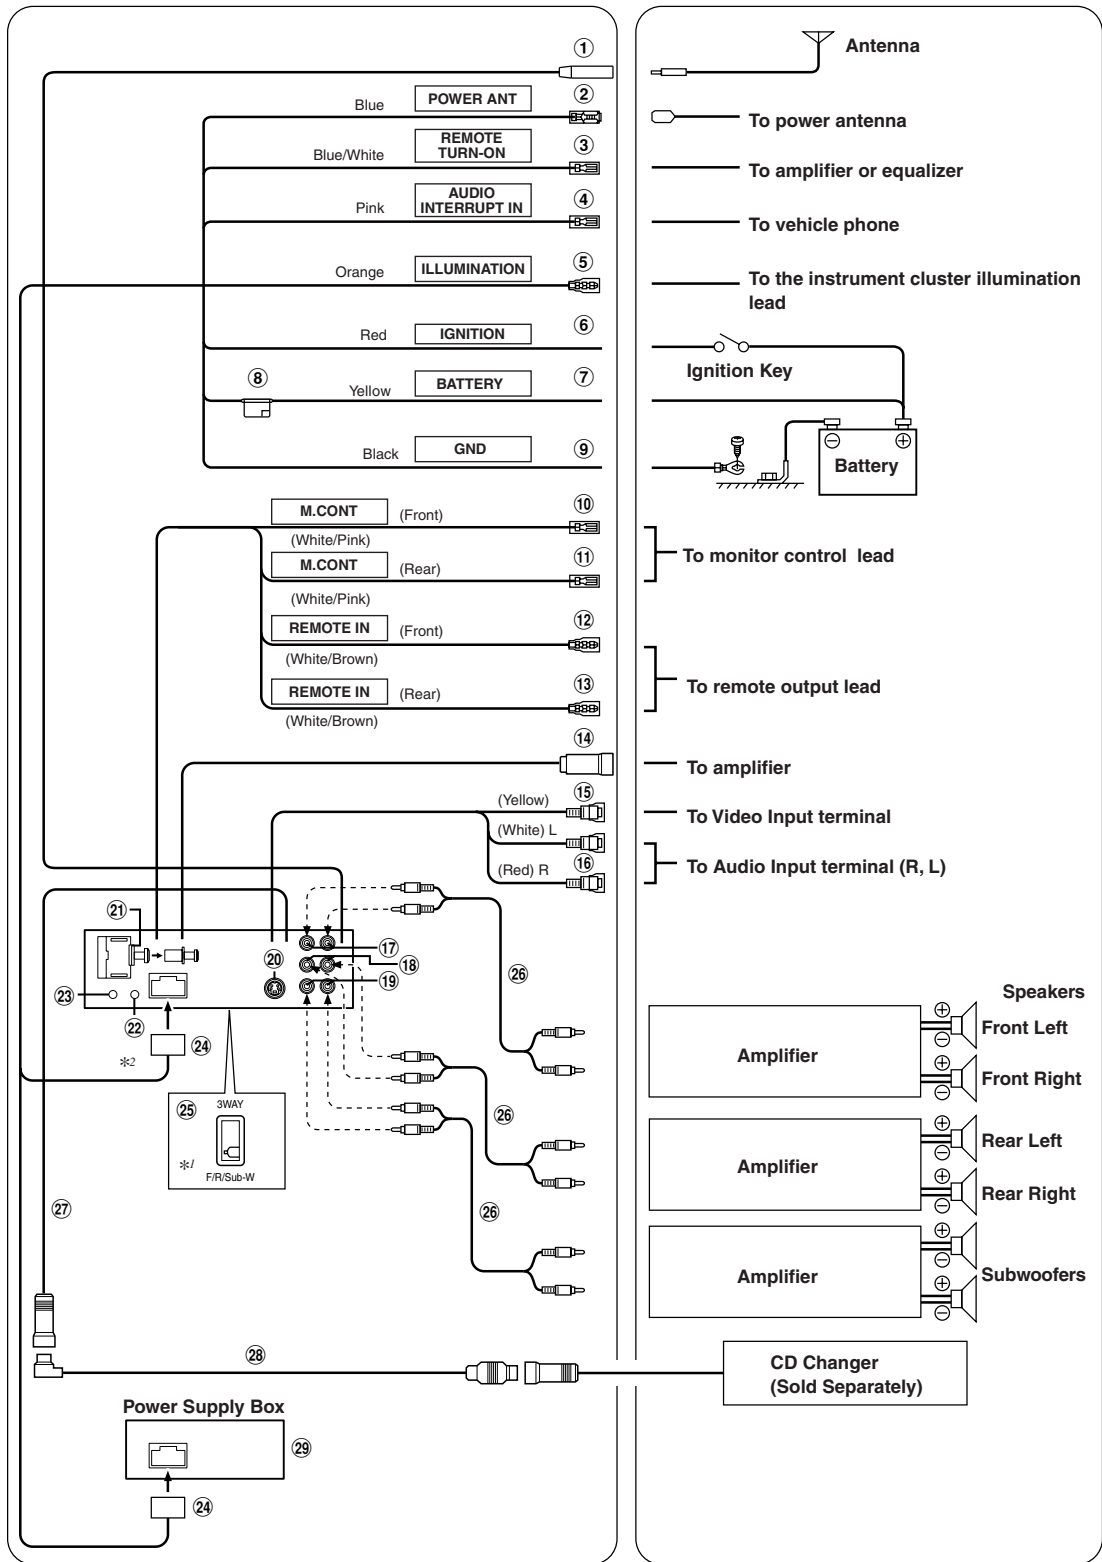 ①
Antenna
②
Blue
POWER ANT
To power antenna
③
Blue/White
REMOTE
TURN-ON
To amplifier or equalizer
④
Pink
AUDIO
INTERRUPT IN
To vehicle phone
⑤
Orange
ILLUMINATION
To the instrument cluster illumination
lead
⑥
Red
IGNITION
Ignition Key
⑦
⑧
Yellow
BATTERY
⑨
Black
GND
⊖ ⊕
Battery
⑩
M.CONT
(Front)
(White/Pink)
⑪
M.CONT
(Rear)
(White/Pink)
To monitor control lead
⑫
REMOTE IN
(Front)
(White/Brown)
⑬
REMOTE IN
(Rear)
(White/Brown)
To remote output lead
⑭
To amplifier
⑮
(Yellow)
To Video Input terminal
(White) L
⑯
(Red) R
To Audio Input terminal (R, L)
㉑
⑰
⑱
⑲
⑳
㉓
㉒
㉔
*2
㉕
3WAY
*1
F/R/Sub-W
㉖
㉖
㉖
Speakers
Amplifier
⊕
⊖
Front Left
⊕
⊖
Front Right
Amplifier
⊕
⊖
Rear Left
⊕
⊖
Rear Right
Amplifier
⊕
⊖
⊕
⊖
Subwoofers
㉗
㉘
CD Changer
(Sold Separately)
Power Supply Box
㉙
㉔